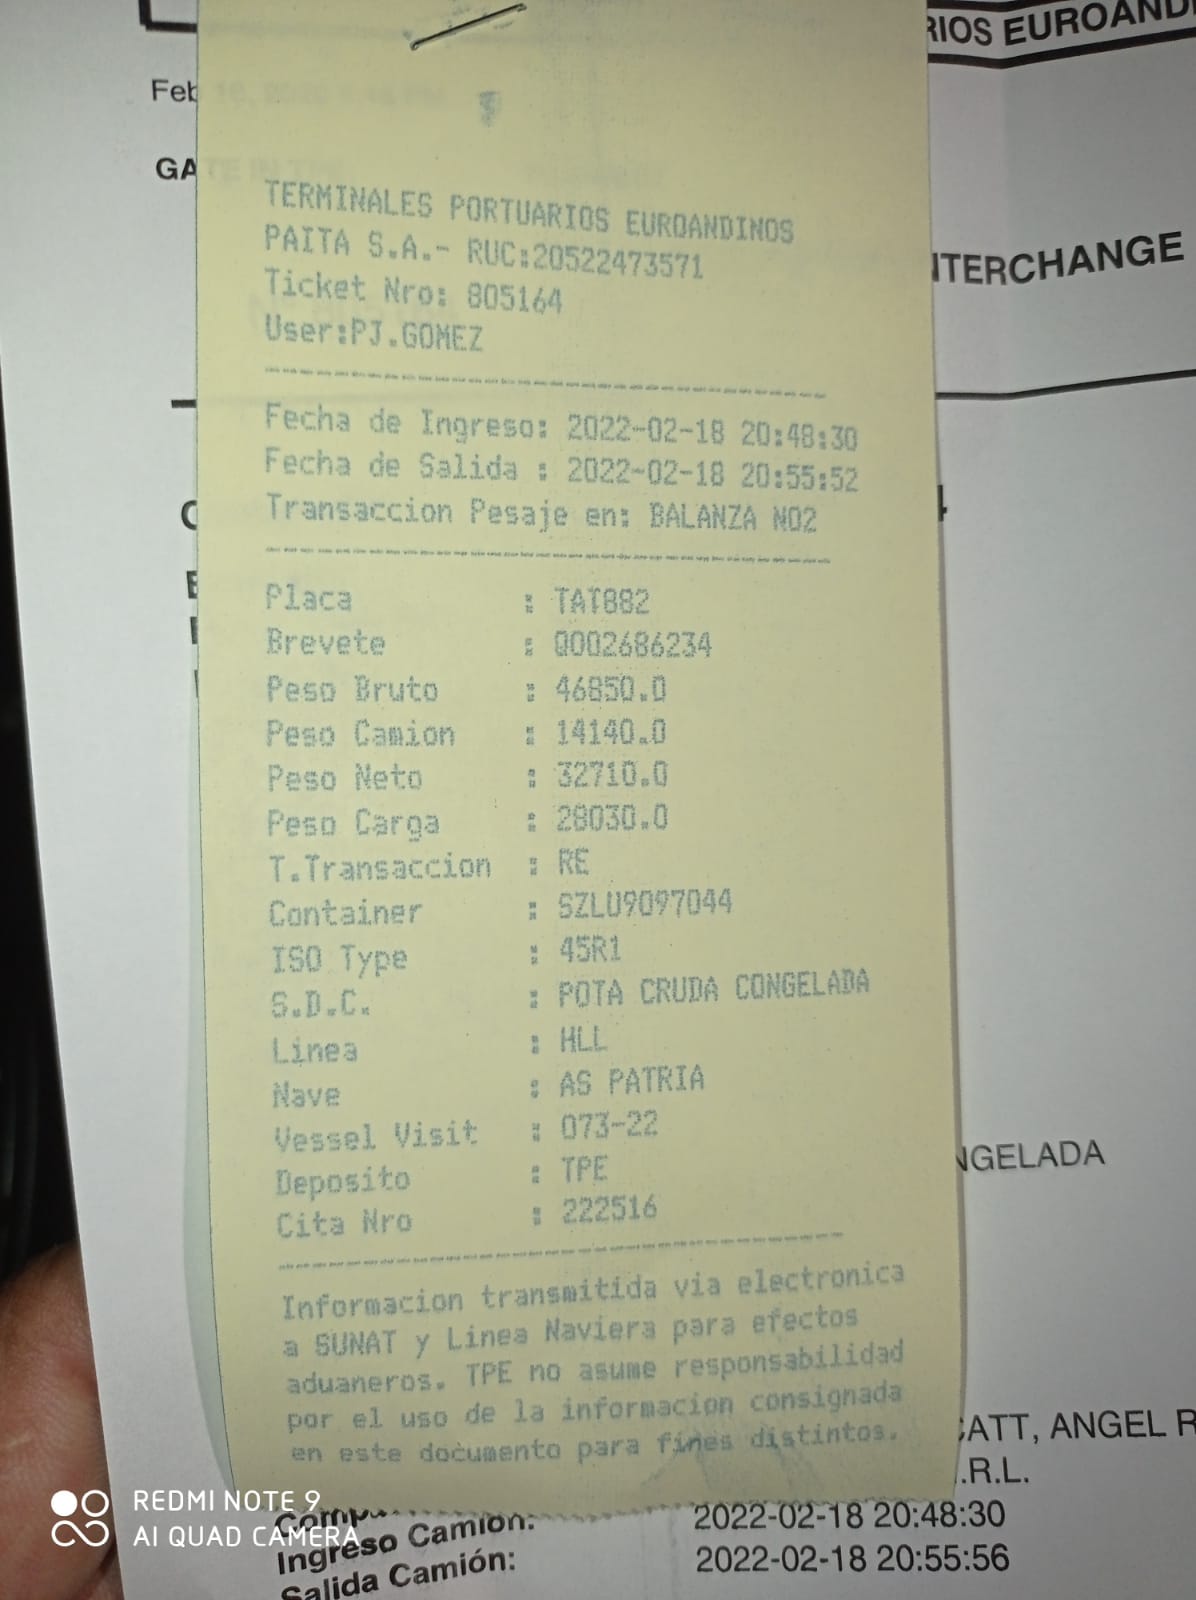 RIOS EUROANDI
Feb
GA
NTERCHANGE
TERMINALES PORTUARIOS EUROANDINOS
PAITA S.A.- RUC:20522473571
Ticket Nro: 805164
User:PJ.GOMEZ
Fecha de Ingreso: 2022-02-18 20:48:30
Fecha de Salida : 2022-02-18 20:55:52
Transaccion Pesaje en: BALANZA NO2
Placa : TAT882
Brevete : Q002686234
Peso Bruto : 46850.0
Peso Camion : 14140.0
Peso Neto : 32710.0
Peso Carga : 28030.0
T.Transaccion : RE
Container : SZLU9097044
ISO Type : 45R1
S.D.C. : POTA CRUDA CONGELADA
Linea : HLL
Nave : AS PATRIA
Vessel Visit : 073-22
Deposito : TPE
Cita Nro : 222516
Informacion transmitida via electronica
a SUNAT y Linea Naviera para efectos
aduaneros. TPE no asume responsabilidad
por el uso de la informacion consignada
en este documento para fines distintos.
NGELADA
CATT, ANGEL R
.R.L.
Ingreso Camión: 2022-02-18 20:48:30
Salida Camión: 2022-02-18 20:55:56
REDMI NOTE 9
AI QUAD CAMERA